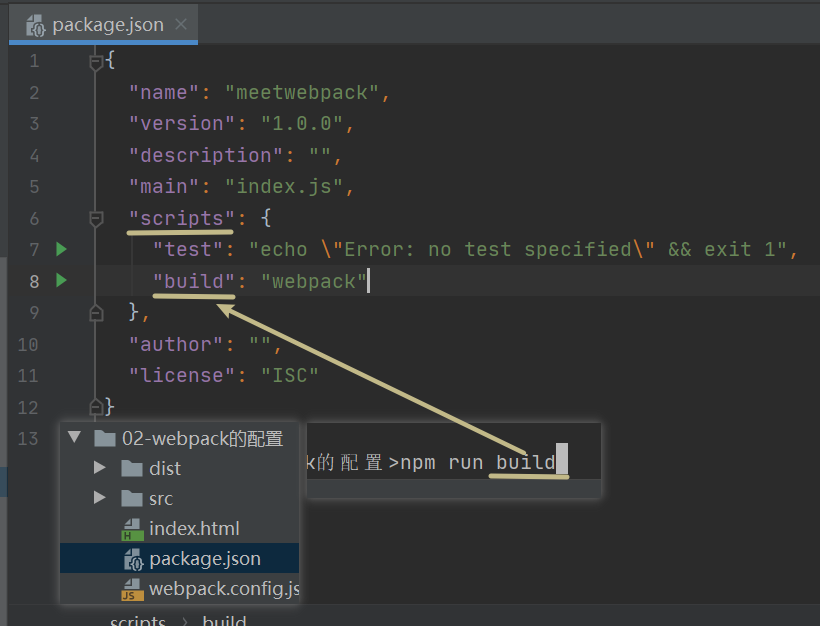 package.json
1 {
2 "name": "meetwebpack",
3 "version": "1.0.0",
4 "description": "",
5 "main": "index.js",
6 "scripts": {
7 "test": "echo \"Error: no test specified\" && exit 1",
8 "build": "webpack"
9 },
10 "author": "",
11 "license": "ISC"
12 }
13
02-webpack的配置
dist
src
index.html
package.json
webpack.config.js
k的配置>npm run build
scripts > build